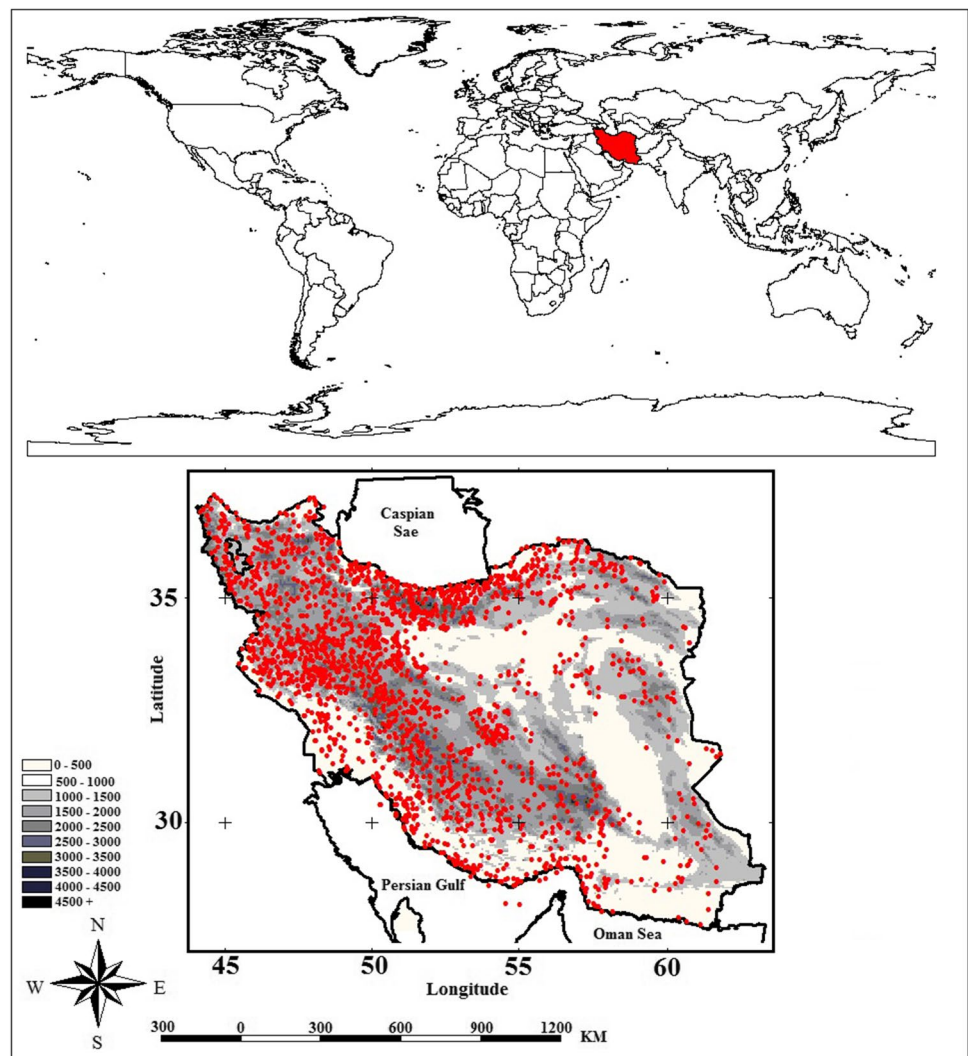 Caspian
Sae
35
Latitude
30
0 - 500
500 - 1000
1000 - 1500
1500 - 2000
2000 - 2500
2500 - 3000
3000 - 3500
3500 - 4000
4000 - 4500
4500 +
Persian Gulf
Oman Sea
45 50 55 60
Longitude
N
W E
S
300 0 300 600 900 1200
KM